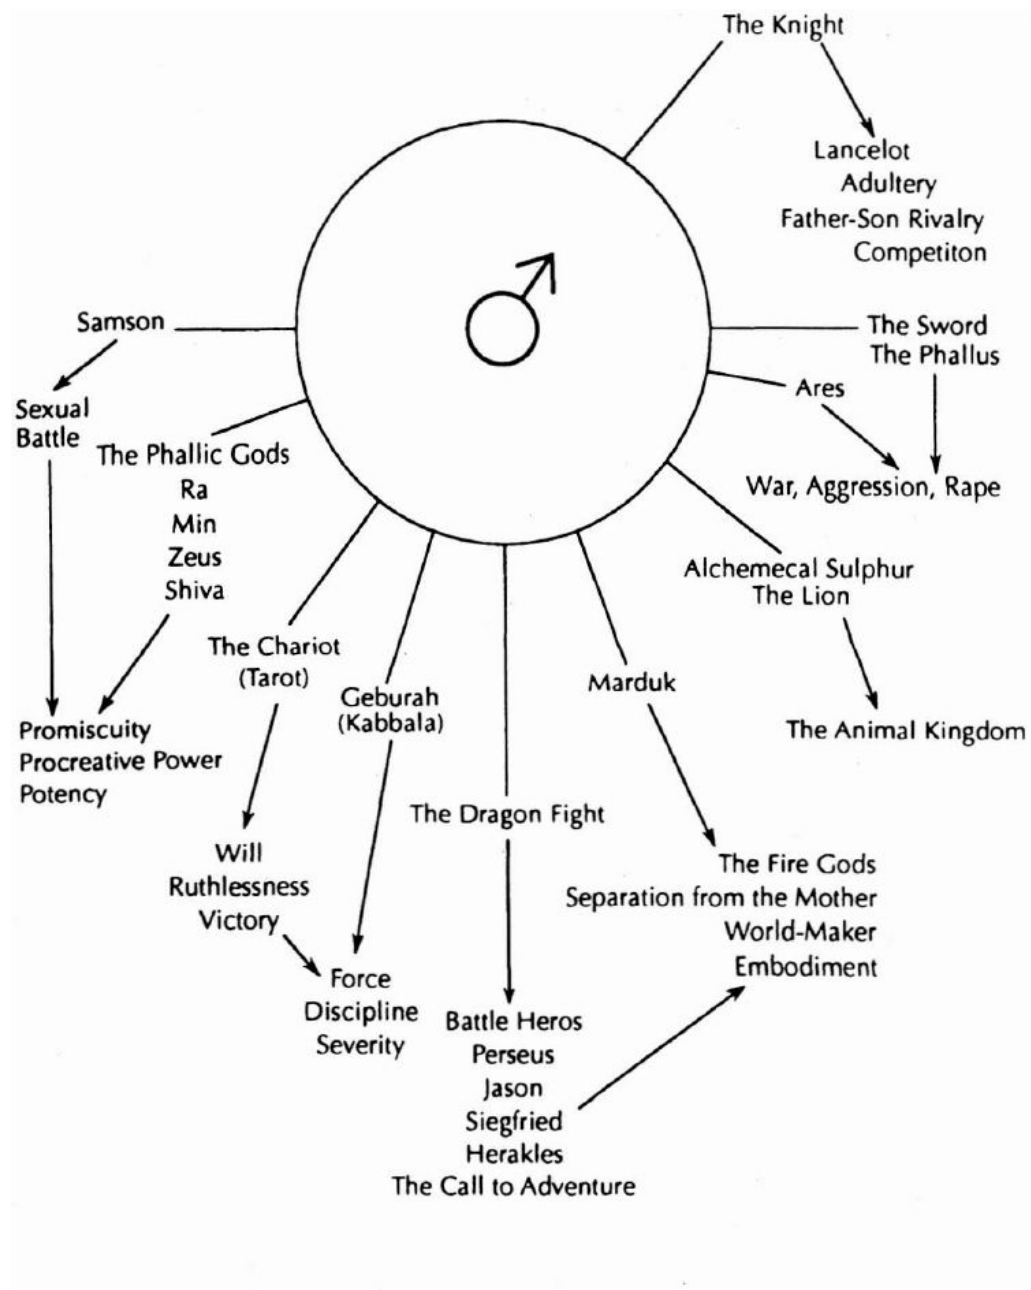 The Knight
Lancelot
Adultery
Father-Son Rivalry
Competiton
Samson
The Sword
The Phallus
Ares
Sexual
Battle
The Phallic Gods
Ra
Min
Zeus
Shiva
War, Aggression, Rape
Alchemecal Sulphur
The Lion
The Chariot
(Tarot)
Geburah
(Kabbala)
Marduk
The Animal Kingdom
Promiscuity
Procreative Power
Potency
The Dragon Fight
Will
Ruthlessness
Victory
The Fire Gods
Separation from the Mother
World-Maker
Embodiment
Force
Discipline
Severity
Battle Heros
Perseus
Jason
Siegfried
Herakles
The Call to Adventure